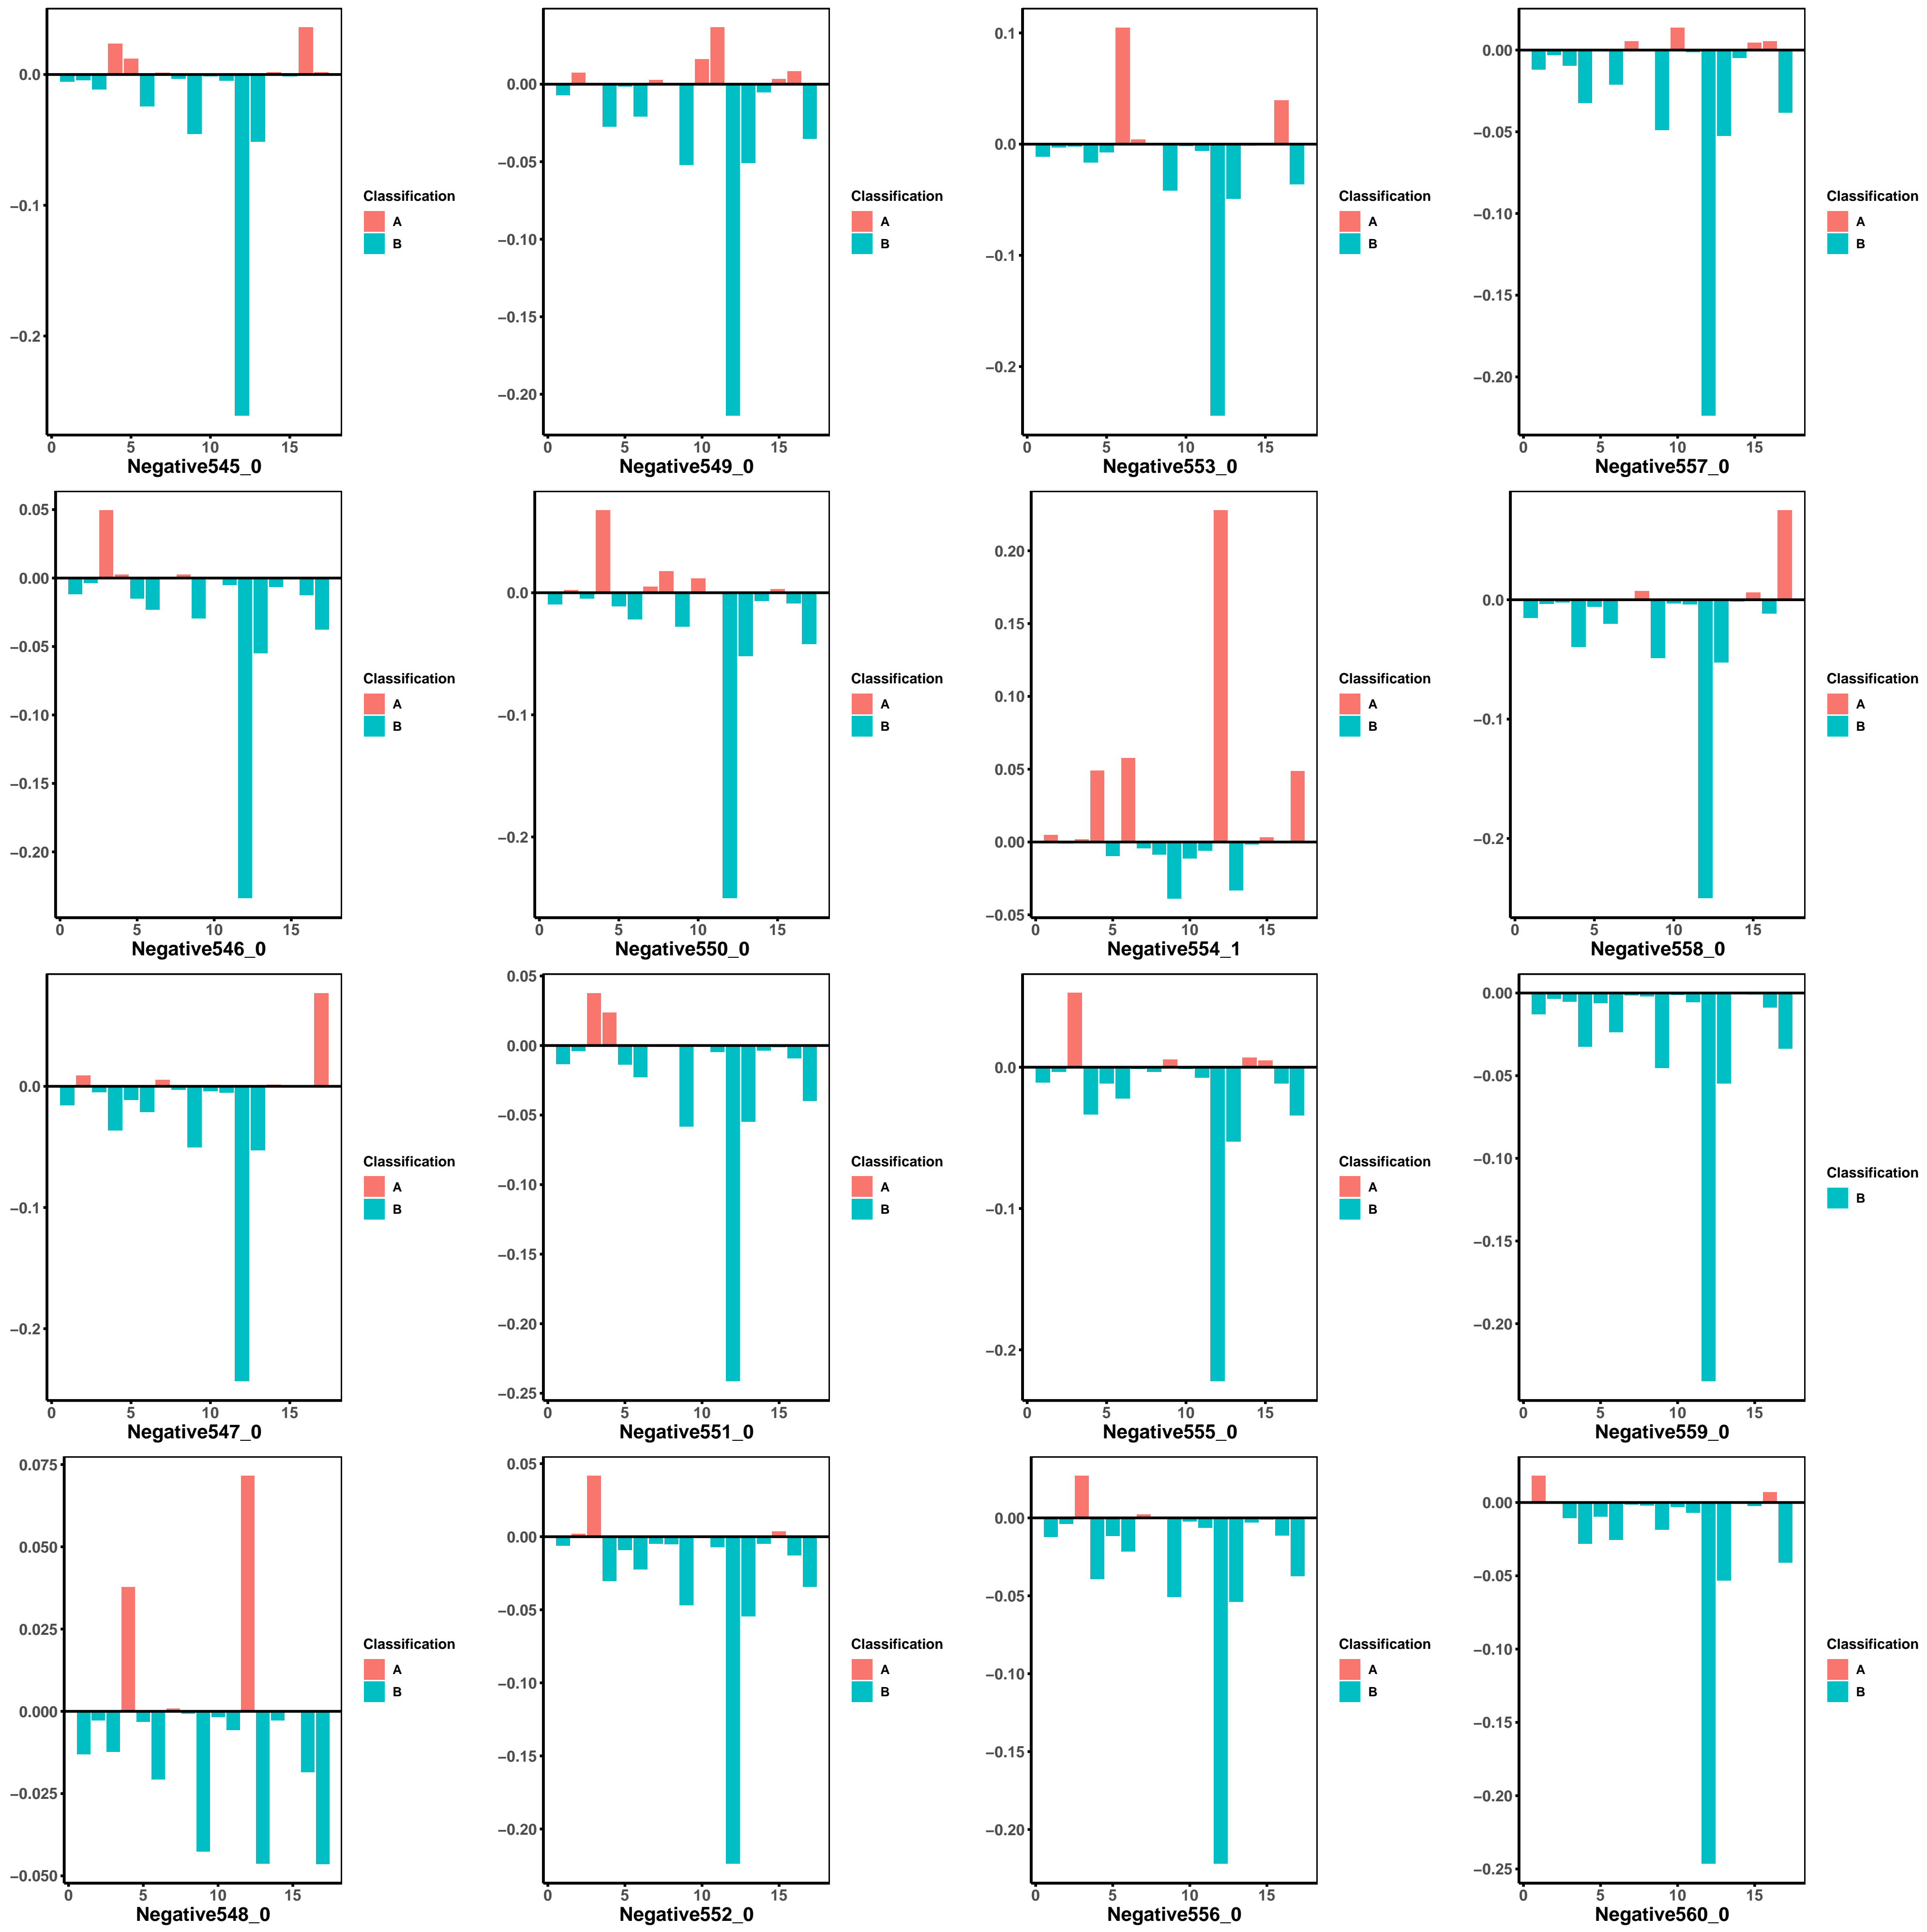 0.0
−0.1
−0.2
0 5 10 15
Negative545_0
Classification
A
B
0.00
−0.05
−0.10
−0.15
−0.20
0 5 10 15
Negative549_0
Classification
A
B
0.1
0.0
−0.1
−0.2
0 5 10 15
Negative553_0
Classification
A
B
0.00
−0.05
−0.10
−0.15
−0.20
0 5 10 15
Negative557_0
Classification
A
B
0.05
0.00
−0.05
−0.10
−0.15
−0.20
0 5 10 15
Negative546_0
Classification
A
B
0.0
−0.1
−0.2
0 5 10 15
Negative550_0
Classification
A
B
0.20
0.15
0.10
0.05
0.00
−0.05
0 5 10 15
Negative554_1
Classification
A
B
0.0
−0.1
−0.2
0 5 10 15
Negative558_0
Classification
A
B
0.0
−0.1
−0.2
0 5 10 15
Negative547_0
Classification
A
B
0.05
0.00
−0.05
−0.10
−0.15
−0.20
−0.25
0 5 10 15
Negative551_0
Classification
A
B
0.0
−0.1
−0.2
0 5 10 15
Negative555_0
Classification
A
B
0.00
−0.05
−0.10
−0.15
−0.20
0 5 10 15
Negative559_0
Classification
B
0.075
0.050
0.025
0.000
−0.025
−0.050
0 5 10 15
Negative548_0
Classification
A
B
0.05
0.00
−0.05
−0.10
−0.15
−0.20
0 5 10 15
Negative552_0
Classification
A
B
0.00
−0.05
−0.10
−0.15
−0.20
0 5 10 15
Negative556_0
Classification
A
B
0.00
−0.05
−0.10
−0.15
−0.20
−0.25
0 5 10 15
Negative560_0
Classification
A
B